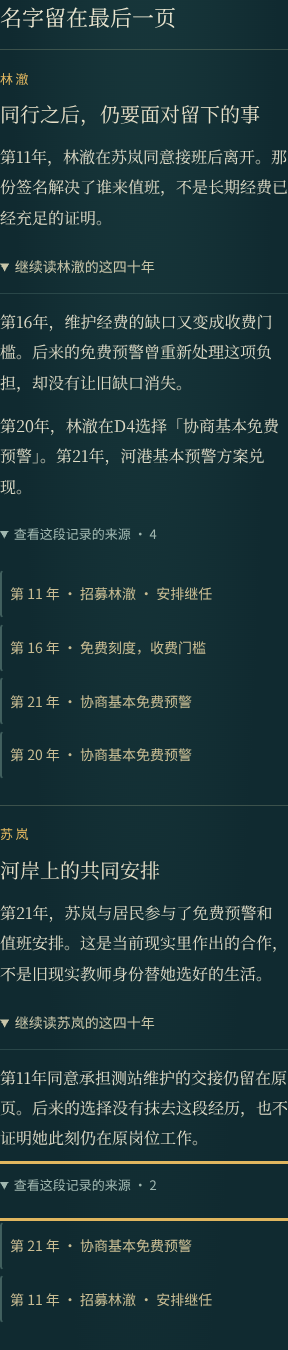 名字留在最后一页
林澈
同行之后，仍要面对留下的事
第11年，林澈在苏岚同意接班后离开。那
份签名解决了谁来值班，不是长期经费已
经充足的证明。
▼ 继续读林澈的这四十年
第16年，维护经费的缺口又变成收费门
槛。后来的免费预警曾重新处理这项负
担，却没有让旧缺口消失。
第20年，林澈在D4选择「协商基本免费
预警」。第21年，河港基本预警方案兑
现。
▼ 查看这段记录的来源 · 4
第 11 年 · 招募林澈 · 安排继任
第 16 年 · 免费刻度，收费门槛
第 21 年 · 协商基本免费预警
第 20 年 · 协商基本免费预警
苏岚
河岸上的共同安排
第21年，苏岚与居民参与了免费预警和
值班安排。这是当前现实里作出的合作，
不是旧现实教师身份替她选好的生活。
▼ 继续读苏岚的这四十年
第11年同意承担测站维护的交接仍留在原
页。后来的选择没有抹去这段经历，也不
证明她此刻仍在原岗位工作。
▼ 查看这段记录的来源 · 2
第 21 年 · 协商基本免费预警
第 11 年 · 招募林澈 · 安排继任